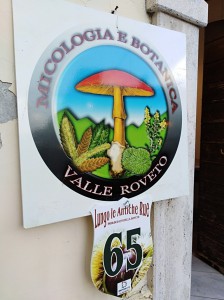 MICOLOGIA E BOTANICA
VALLE ROVETO
Lungo le Antiche Rue
65